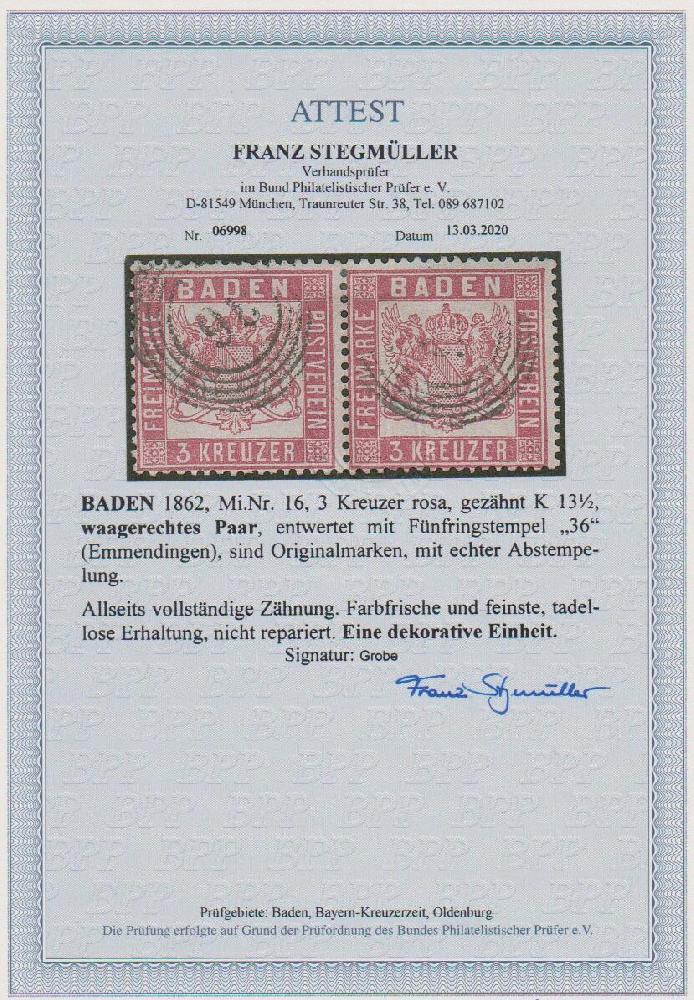 ATTEST
FRANZ STEGMÜLLER
Verbandsprüfer
im Bund Philatelistischer Prüfer e. V.
D-81549 München, Traunreuter Str. 38, Tel. 089 687102
Nr. 06998 Datum 13.03.2020
BADEN BADEN
FREIMARKE POSTVEREIN FREIMARKE POSTVEREIN
36
3 KREUZER 3 KREUZER
BADEN 1862, Mi.Nr. 16, 3 Kreuzer rosa, gezähnt K 13½,
waagerechtes Paar, entwertet mit Fünfringstempel „36“
(Emmendingen), sind Originalmarken, mit echter Abstempe-
lung.
Allseits vollständige Zähnung. Farbfrische und feinste, tadel-
lose Erhaltung, nicht repariert. Eine dekorative Einheit.
Signatur: Grobe
Franz Stegmüller
Prüfgebiete: Baden, Bayern-Kreuzerzeit, Oldenburg
Die Prüfung erfolgte auf Grund der Prüfordnung des Bundes Philatelistischer Prüfer e.V.